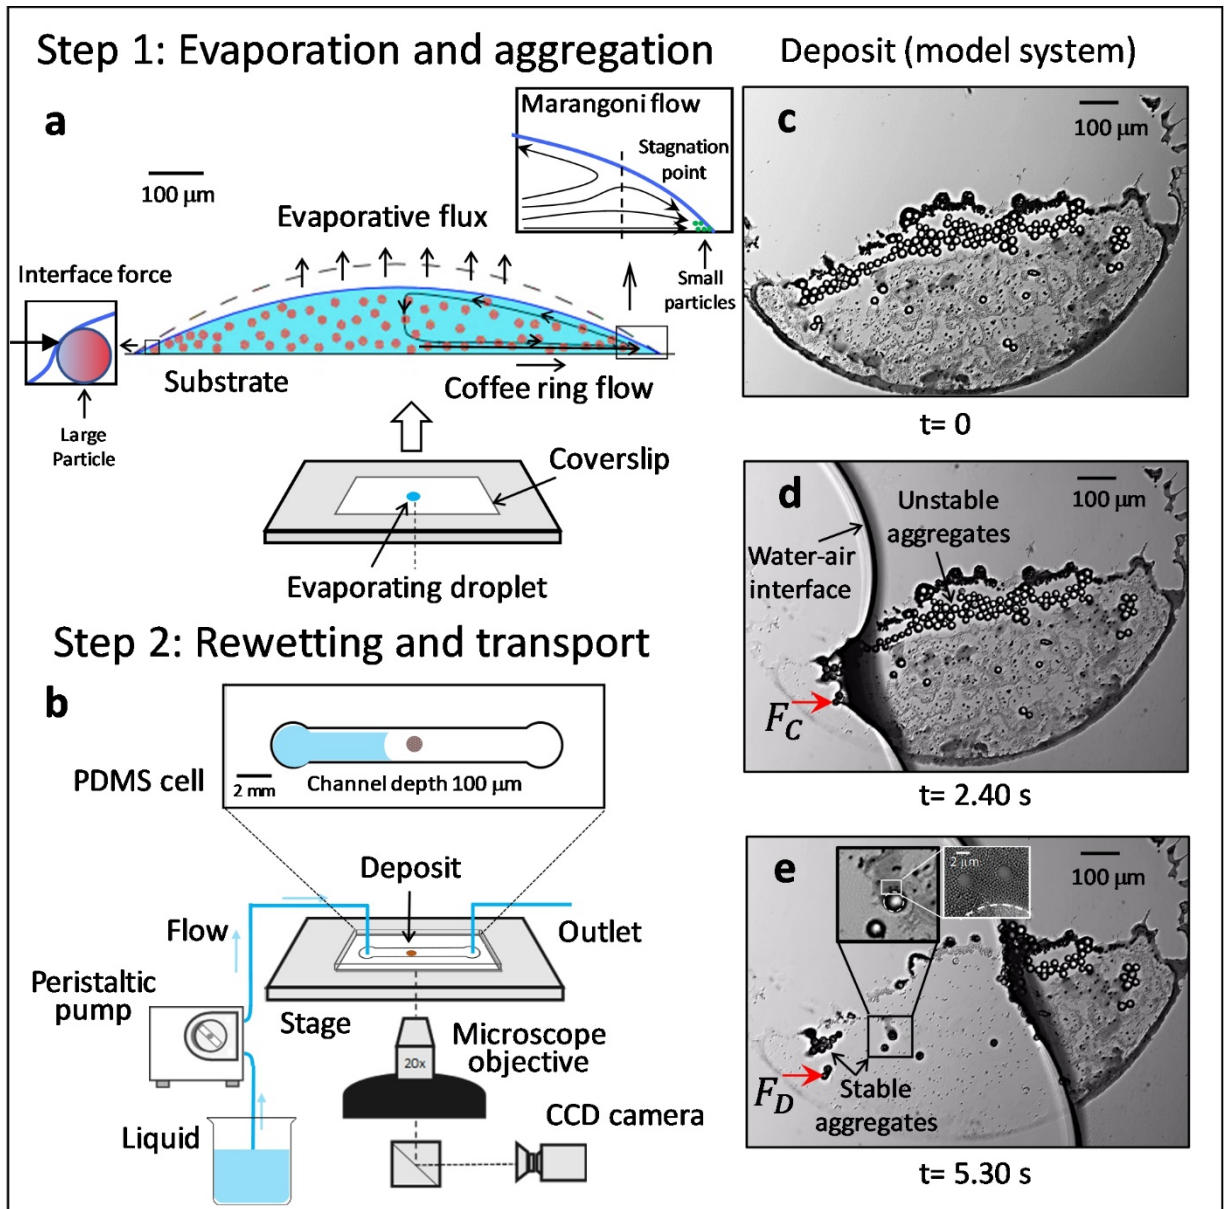 Step 1: Evaporation and aggregation
a
100 µm
Marangoni flow
Stagnation
point
Small
particles
Evaporative flux
Interface force
Large
Particle
Substrate
Coffee ring flow
Coverslip
Evaporating droplet
Step 2: Rewetting and transport
b
PDMS cell
2 mm
Channel depth 100 µm
Deposit
Flow
Outlet
Peristaltic
pump
Stage
Microscope
objective
20x
Liquid
CCD camera
Deposit (model system)
c
100 µm
t= 0
d
100 µm
Unstable
aggregates
Water-air
interface
F_C
t= 2.40 s
e
2 µm
100 µm
F_D
Stable
aggregates
t= 5.30 s